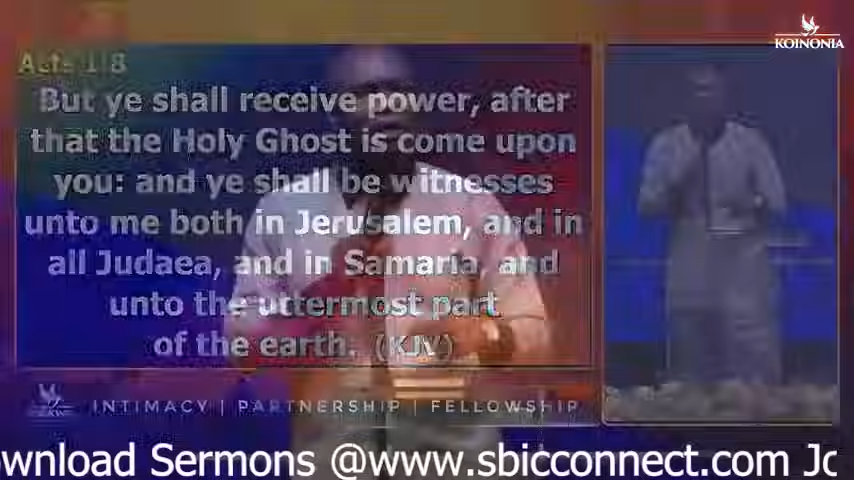 KOINONIA
Acts 1:8
But ye shall receive power, after
that the Holy Ghost is come upon
you: and ye shall be witnesses
unto me both in Jerusalem, and in
all Judaea, and in Samaria, and
unto the uttermost part
of the earth. (KJV)
KOINONIA
INTIMACY | PARTNERSHIP | FELLOWSHIP
wnload Sermons @www.sbicconnect.com Jo